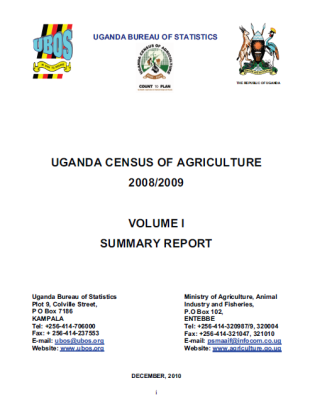 UGANDA BUREAU OF STATISTICS
UBOS
COUNT TO PLAN
THE REPUBLIC OF UGANDA
UGANDA CENSUS OF AGRICULTURE
2008/2009
VOLUME I
SUMMARY REPORT
Uganda Bureau of Statistics
Plot 9, Colville Street,
P O Box 7186
KAMPALA
Tel: +256-414-706000
Fax: + 256-414-237553
E-mail: ubos@ubos.org
Website: www.ubos.org
Ministry of Agriculture, Animal
Industry and Fisheries,
P.O Box 102,
ENTEBBE
Tel: +256-414-320987/9, 320004
Fax: +256-414-321047, 321010
E-mail: psmaaif@infocom.co.ug
Website: www.agriculture.go.ug
DECEMBER, 2010
i